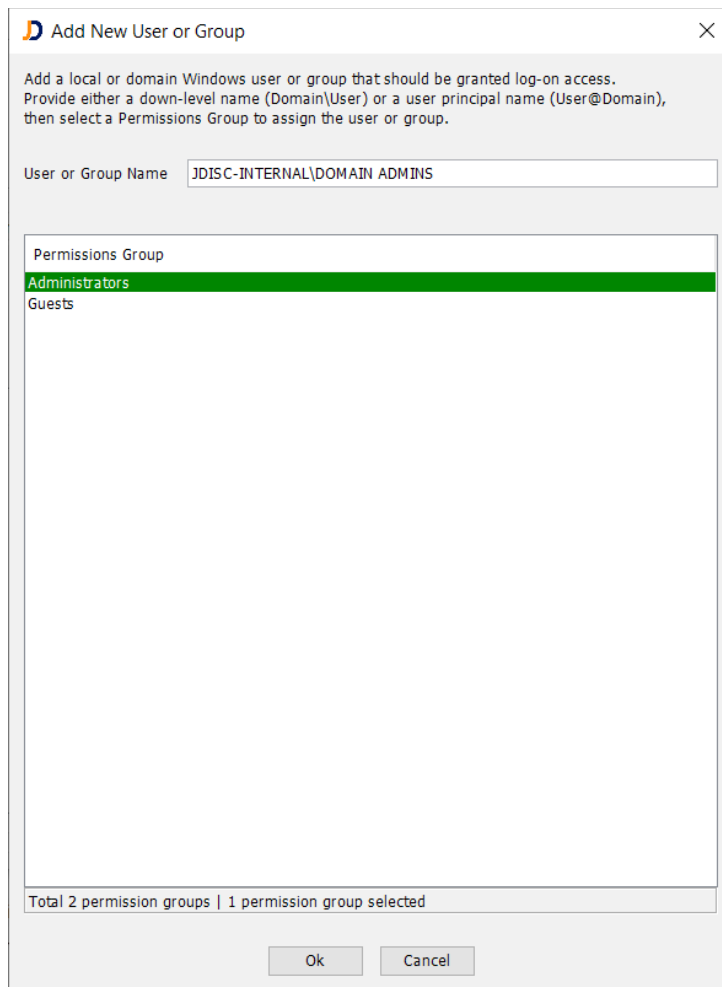 JD Add New User or Group
Add a local or domain Windows user or group that should be granted log-on access.
Provide either a down-level name (Domain\User) or a user principal name (User@Domain),
then select a Permissions Group to assign the user or group.
User or Group Name JDISC-INTERNAL\DOMAIN ADMINS
Permissions Group
Administrators
Guests
Total 2 permission groups | 1 permission group selected
Ok Cancel